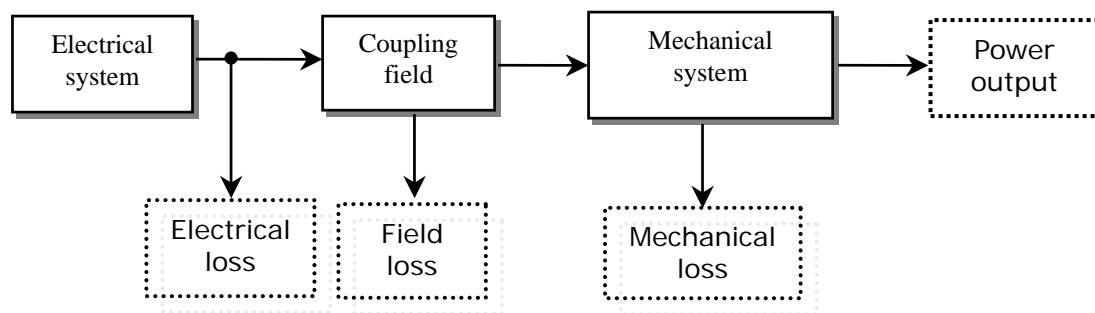 Electrical
system
Coupling
field
Mechanical
system
Power
output
Electrical
loss
Field
loss
Mechanical
loss